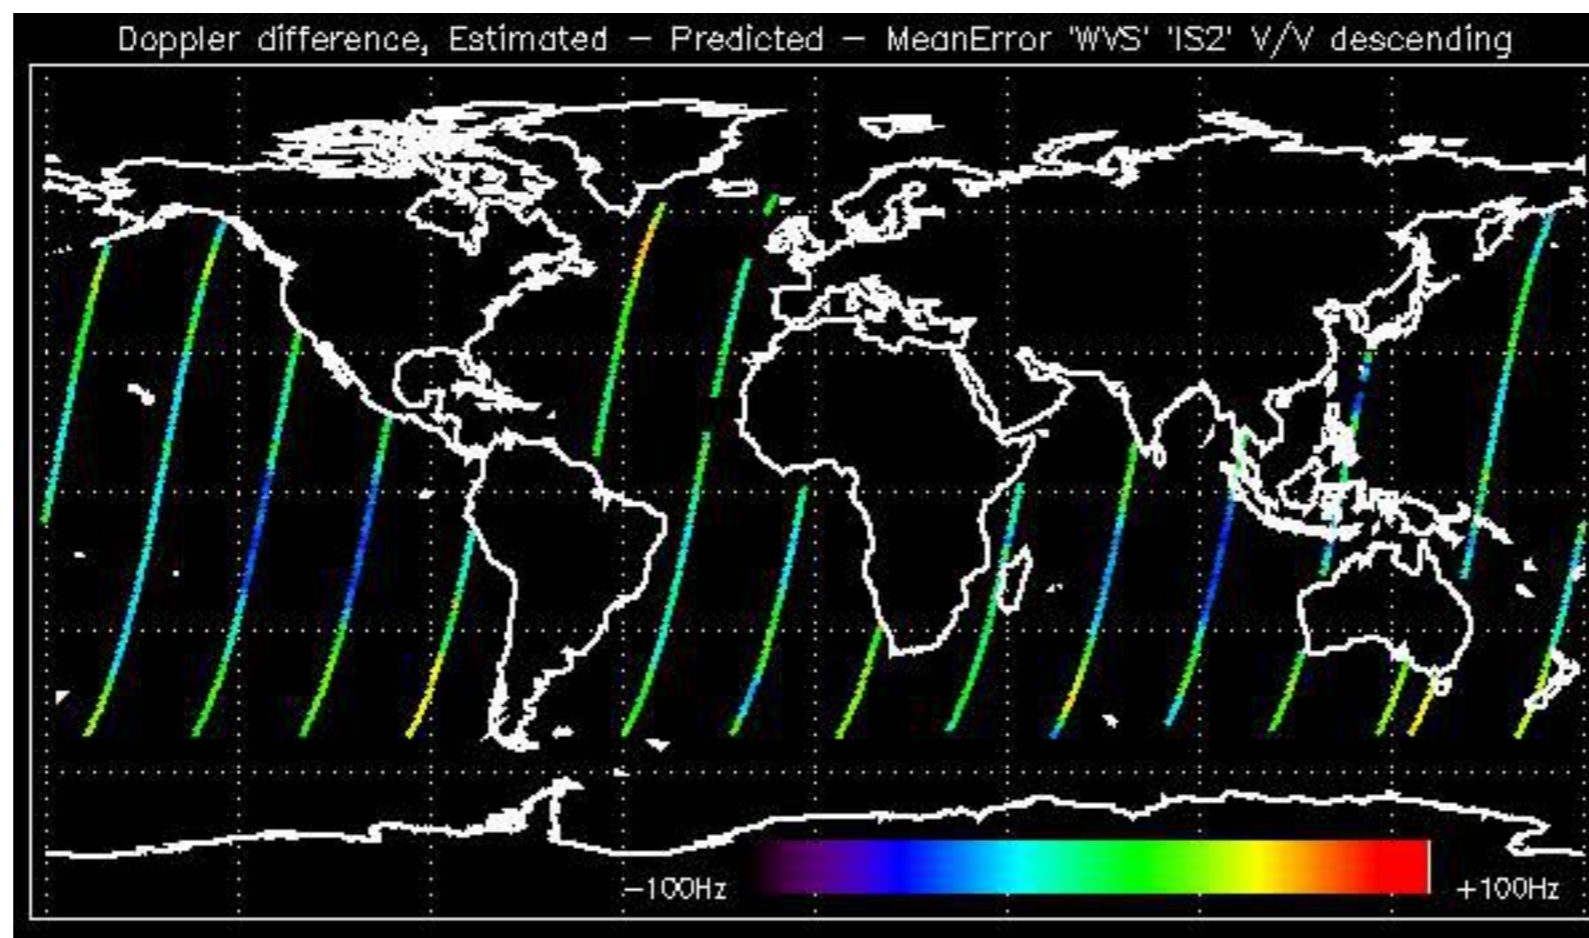 Doppler difference, Estimated - Predicted - MeanError 'WVS' 'IS2' V/V descending
-100Hz
+100Hz